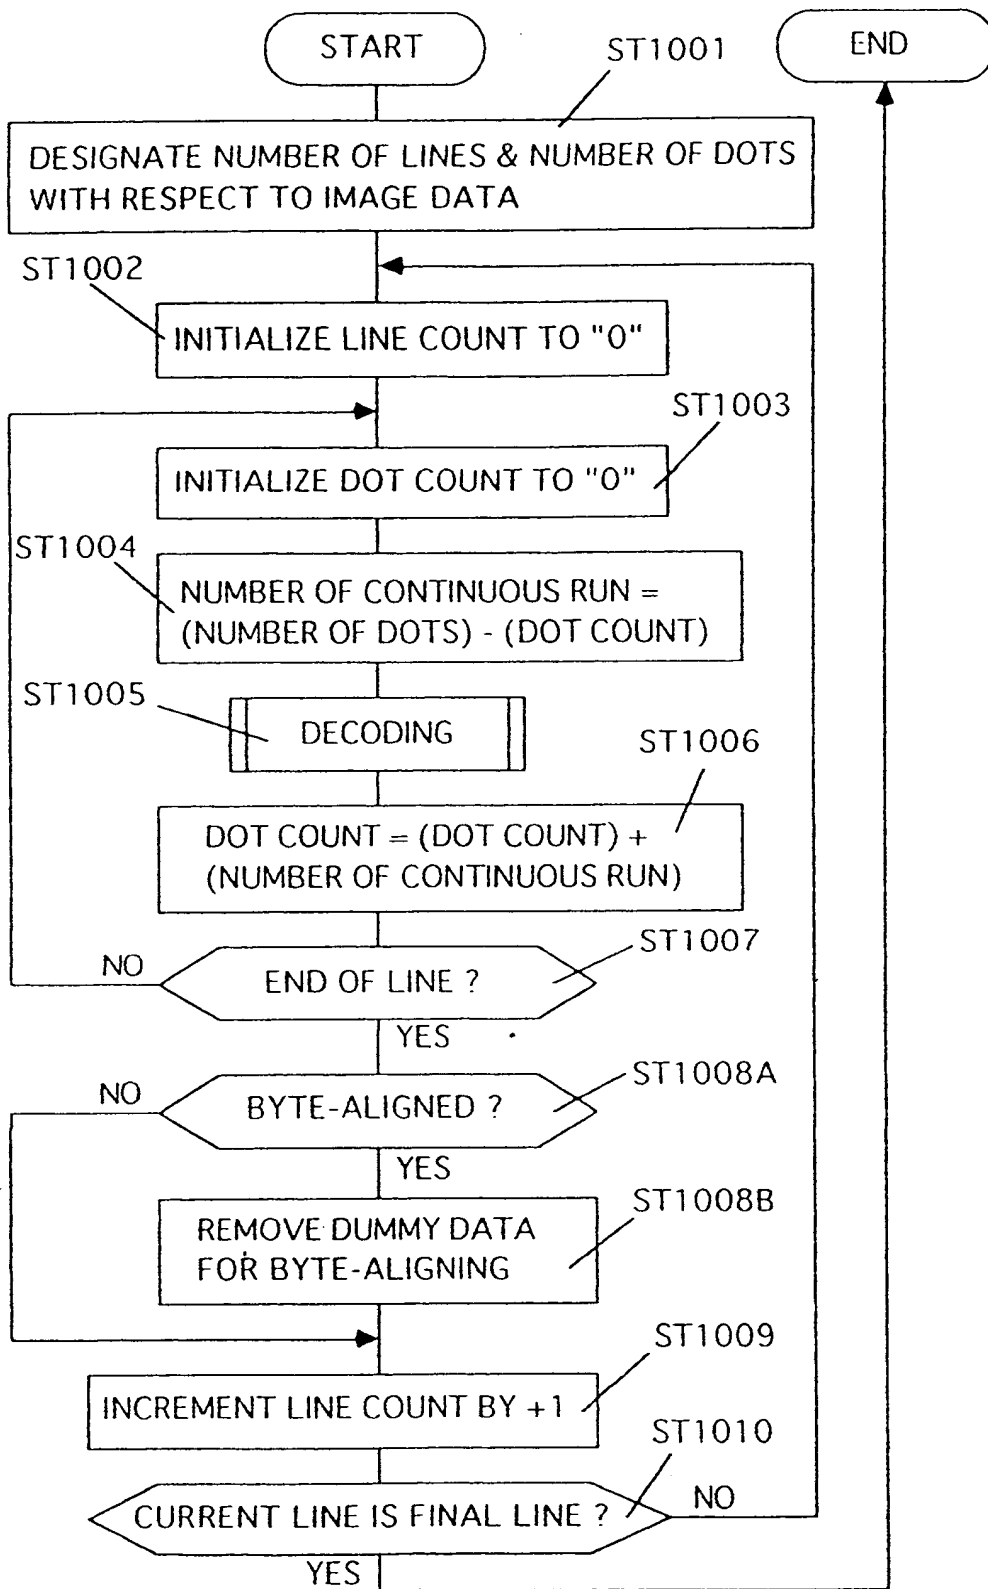 START
END
ST1001
DESIGNATE NUMBER OF LINES & NUMBER OF DOTS
WITH RESPECT TO IMAGE DATA
ST1002
INITIALIZE LINE COUNT TO "0"
ST1003
INITIALIZE DOT COUNT TO "0"
ST1004
NUMBER OF CONTINUOUS RUN =
(NUMBER OF DOTS) - (DOT COUNT)
ST1005
DECODING
ST1006
DOT COUNT = (DOT COUNT) +
(NUMBER OF CONTINUOUS RUN)
ST1007
NO
END OF LINE ?
YES
ST1008A
NO
BYTE-ALIGNED ?
YES
ST1008B
REMOVE DUMMY DATA
FOR BYTE-ALIGNING
ST1009
INCREMENT LINE COUNT BY +1
ST1010
CURRENT LINE IS FINAL LINE ?
NO
YES